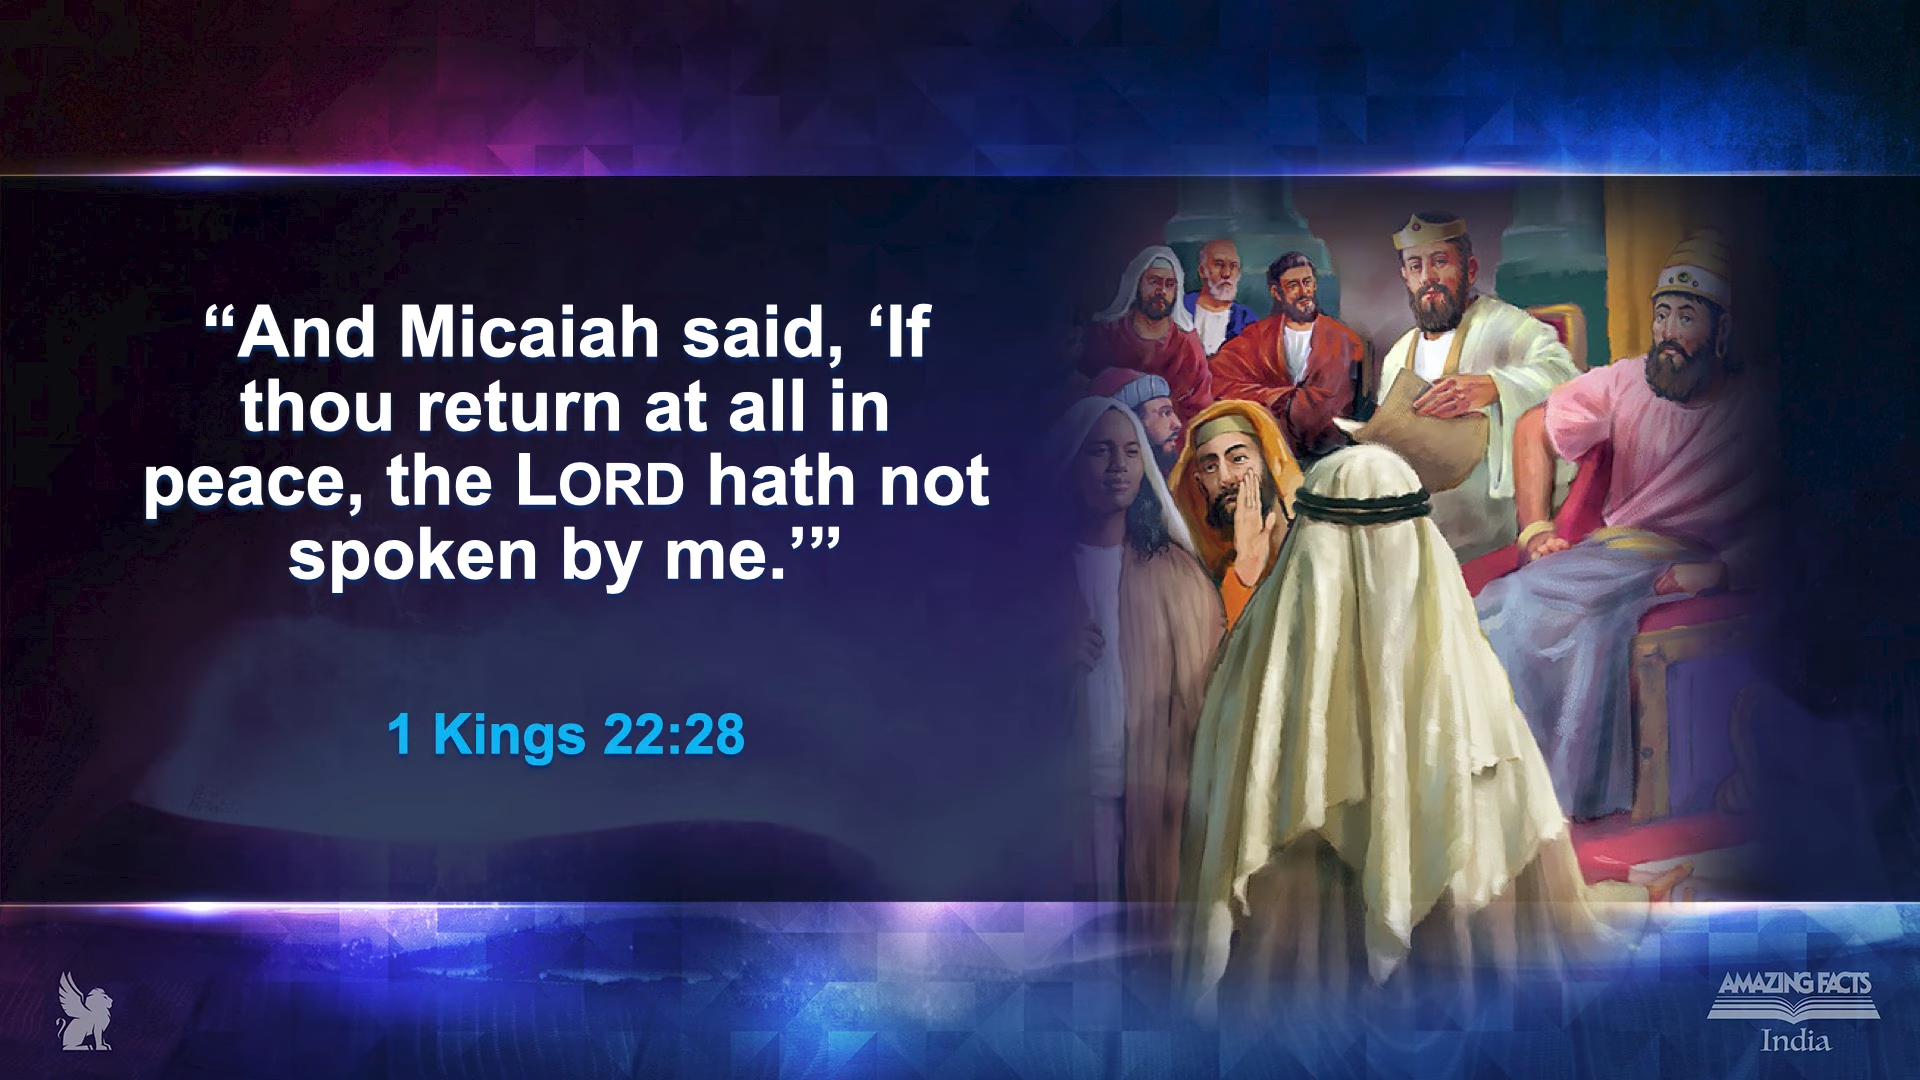 “And Micaiah said, ‘If
thou return at all in
peace, the LORD hath not
spoken by me.’”
1 Kings 22:28
AMAZING FACTS
India